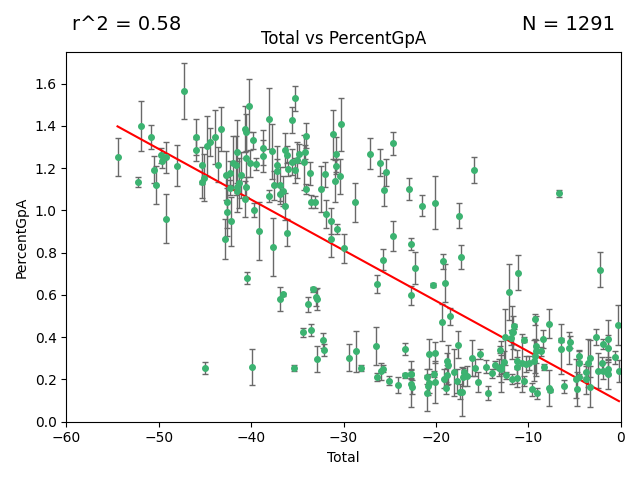 r^2 = 0.58
N = 1291
Total vs PercentGpA
PercentGpA
1.6
1.4
1.2
1.0
0.8
0.6
0.4
0.2
0.0
−60 −50 −40 −30 −20 −10 0
Total